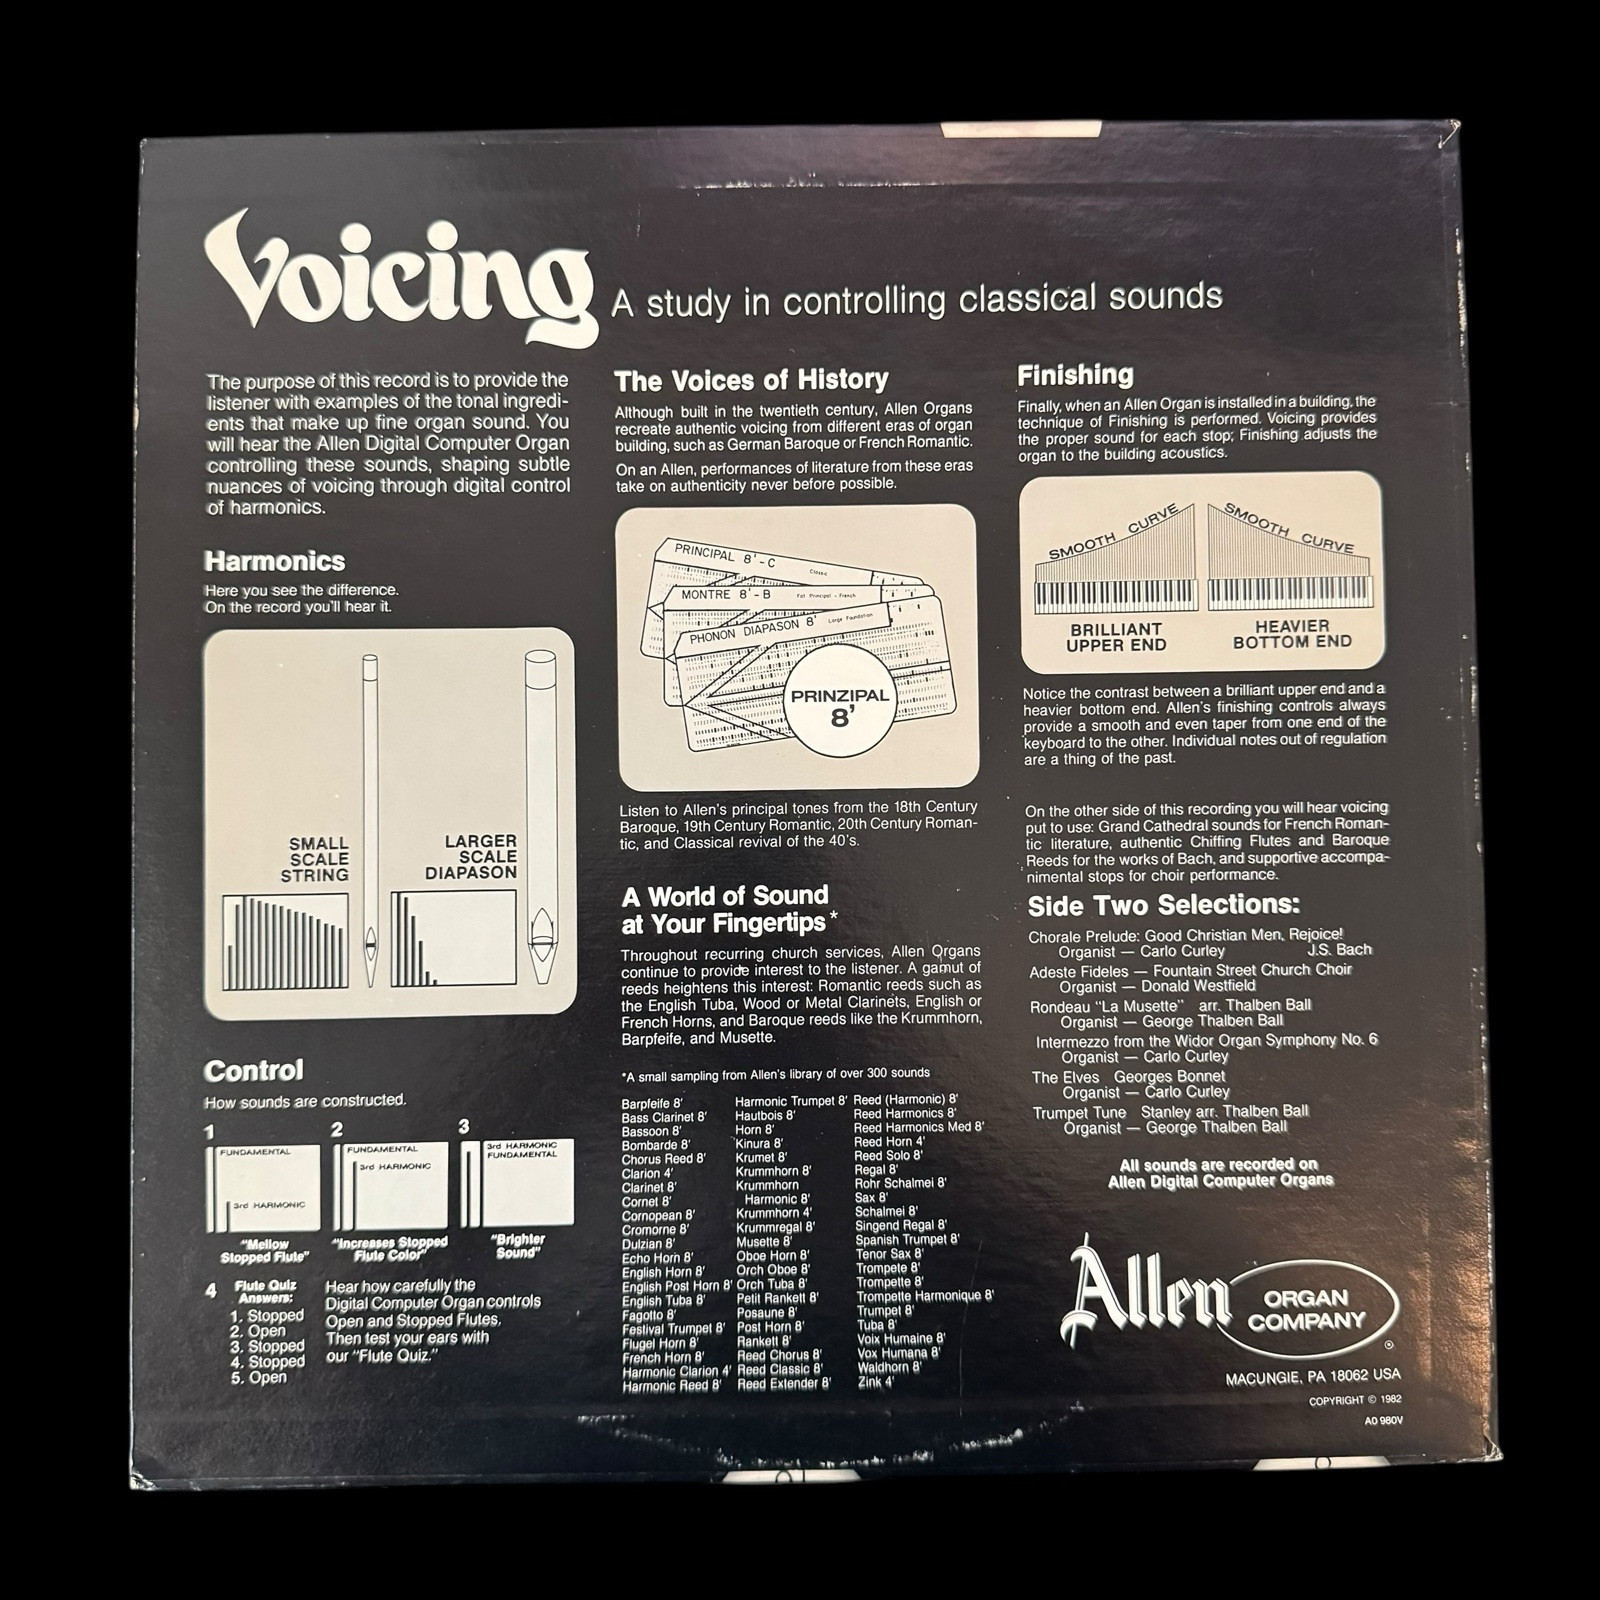 Voicing A study in controlling classical sounds
The purpose of this record is to provide the
listener with examples of the tonal ingredi-
ents that make up fine organ sound. You
will hear the Allen Digital Computer Organ
controlling these sounds, shaping subtle
nuances of voicing through digital control
of harmonics.
Harmonics
Here you see the difference.
On the record you'll hear it.
SMALL
SCALE
STRING
LARGER
SCALE
DIAPASON
Control
How sounds are constructed.
1
FUNDAMENTAL
3rd HARMONIC
"Mellow
Stopped Flute"
2
FUNDAMENTAL
3rd HARMONIC
"Increases Stopped
Flute Color"
3
3rd HARMONIC
FUNDAMENTAL
"Brighter
Sound"
4
Flute Quiz
Answers:
1. Stopped
2. Open
3. Stopped
4. Stopped
5. Open
Hear how carefully the
Digital Computer Organ controls
Open and Stopped Flutes.
Then test your ears with
our "Flute Quiz."
The Voices of History
Although built in the twentieth century, Allen Organs
recreate authentic voicing from different eras of organ
building, such as German Baroque or French Romantic.
On an Allen, performances of literature from these eras
take on authenticity never before possible.
PRINCIPAL 8'-C Classic
MONTRE 8'-B Fat Principal - French
PHONON DIAPASON 8' Large Foundation
PRINZIPAL
8'
Listen to Allen's principal tones from the 18th Century
Baroque, 19th Century Romantic, 20th Century Roman-
tic, and Classical revival of the 40's.
A World of Sound
at Your Fingertips*
Throughout recurring church services, Allen Organs
continue to provide interest to the listener. A gamut of
reeds heightens this interest: Romantic reeds such as
the English Tuba, Wood or Metal Clarinets, English or
French Horns, and Baroque reeds like the Krummhorn,
Barpfeife, and Musette.
*A small sampling from Allen's library of over 300 sounds
Barpfeife 8'
Bass Clarinet 8'
Bassoon 8'
Bombarde 8'
Chorus Reed 8'
Clarion 4'
Clarinet 8'
Cornet 8'
Cornopean 8'
Cromorne 8'
Dulzian 8'
Echo Horn 8'
English Horn 8'
English Post Horn 8'
English Tuba 8'
Fagotto 8'
Festival Trumpet 8'
Flugel Horn 8'
French Horn 8'
Harmonic Clarion 4'
Harmonic Reed 8'
Harmonic Trumpet 8'
Hautbois 8'
Horn 8'
Kinura 8'
Krumet 8'
Krummhorn 8'
Krummhorn
Harmonic 8'
Krummhorn 4'
Krummregal 8'
Musette 8'
Oboe Horn 8'
Orch Oboe 8'
Orch Tuba 8'
Petit Rankett 8'
Posaune 8'
Post Horn 8'
Rankett 8'
Reed Chorus 8'
Reed Classic 8'
Reed Extender 8'
Reed (Harmonic) 8'
Reed Harmonics 8'
Reed Harmonics Med 8'
Reed Horn 4'
Reed Solo 8'
Regal 8'
Rohr Schalmei 8'
Sax 8'
Schalmei 8'
Singend Regal 8'
Spanish Trumpet 8'
Tenor Sax 8'
Trompete 8'
Trompette 8'
Trompette Harmonique 8'
Trumpet 8'
Tuba 8'
Voix Humaine 8'
Vox Humana 8'
Waldhorn 8'
Zink 4'
Finishing
Finally, when an Allen Organ is installed in a building, the
technique of Finishing is performed. Voicing provides
the proper sound for each stop; Finishing adjusts the
organ to the building acoustics.
SMOOTH CURVE
BRILLIANT
UPPER END
SMOOTH CURVE
HEAVIER
BOTTOM END
Notice the contrast between a brilliant upper end and a
heavier bottom end. Allen's finishing controls always
provide a smooth and even taper from one end of the
keyboard to the other. Individual notes out of regulation
are a thing of the past.
On the other side of this recording you will hear voicing
put to use: Grand Cathedral sounds for French Roman-
tic literature, authentic Chiffing Flutes and Baroque
Reeds for the works of Bach, and supportive accompa-
nimental stops for choir performance.
Side Two Selections:
Chorale Prelude: Good Christian Men, Rejoice!
Organist — Carlo Curley J.S. Bach
Adeste Fideles — Fountain Street Church Choir
Organist — Donald Westfield
Rondeau "La Musette" arr. Thalben Ball
Organist — George Thalben Ball
Intermezzo from the Widor Organ Symphony No. 6
Organist — Carlo Curley
The Elves Georges Bonnet
Organist — Carlo Curley
Trumpet Tune Stanley arr. Thalben Ball
Organist — George Thalben Ball
All sounds are recorded on
Allen Digital Computer Organs
Allen ORGAN
COMPANY ®
MACUNGIE, PA 18062 USA
COPYRIGHT © 1982
AO 980V